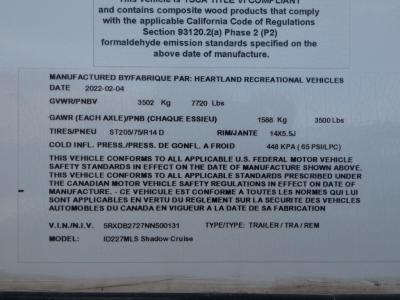 This vehicle is TSCA TITLE VI COMPLIANT
and contains composite wood products that comply
with the applicable California Code of Regulations
Section 93120.2(a) Phase 2 (P2)
formaldehyde emission standards specified on the
above date of manufacture.
MANUFACTURED BY/FABRIQUE PAR: HEARTLAND RECREATIONAL VEHICLES
DATE 2022-02-04
GVWR/PNBV 3502 Kg 7720 Lbs
GAWR (EACH AXLE)/PNB (CHAQUE ESSIEU) 1588 Kg 3500 Lbs
TIRES/PNEU ST205/75/R14 D RIM/JANTE 14X5.5J
COLD INFL. PRESS./PRESS. DE GONFL. A FROID 448 KPA ( 65 PSI/LPC)
THIS VEHICLE CONFORMS TO ALL APPLICABLE U.S. FEDERAL MOTOR VEHICLE
SAFETY STANDARDS IN EFFECT ON THE DATE OF MANUFACTURE SHOWN ABOVE.
THIS VEHICLE CONFORMS TO ALL APPLICABLE STANDARDS PRESCRIBED UNDER
THE CANADIAN MOTOR VEHICLE SAFETY REGULATIONS IN EFFECT ON DATE OF
MANUFACTURE. - CE VEHICULE EST CONFORME A TOUTES LES NORMES QUI LUI
SONT APPLICABLES EN VERTU DU REGLEMENT SUR LA SECURITE DES VEHICLES
AUTOMOBILES DU CANADA EN VIGUEUR A LA DATE DE SA FABRICATION
V.I.N./N.I.V. 5RXDB2727NN500131 TYPE/TYPE: TRAILER / TRA / REM
MODEL: ID227MLS Shadow Cruise